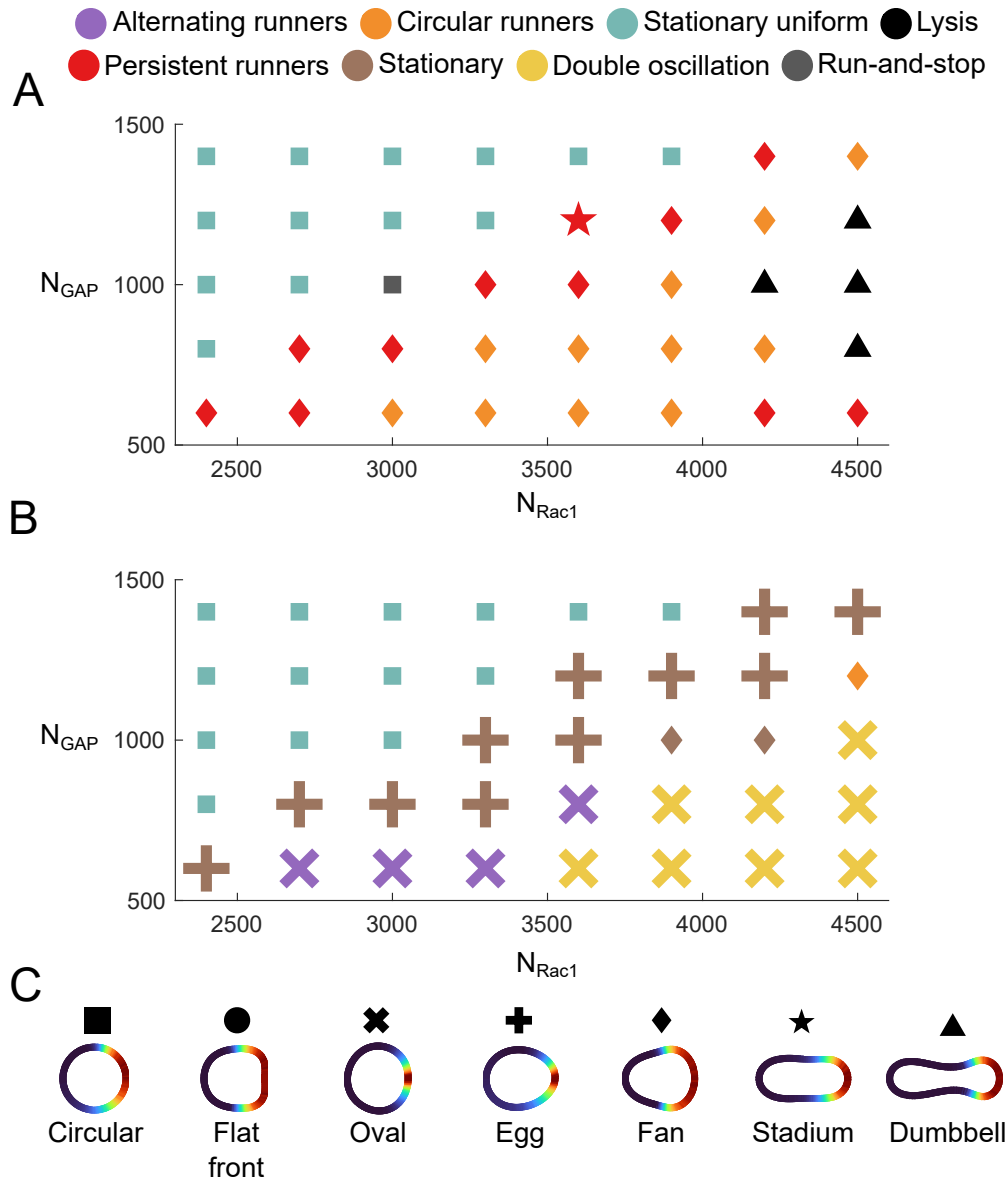 Alternating runners Circular runners Stationary uniform Lysis
Persistent runners Stationary Double oscillation Run-and-stop
A
1500
N_GAP 1000
500
2500 3000 3500 4000 4500
N_Rac1
B
1500
N_GAP 1000
500
2500 3000 3500 4000 4500
N_Rac1
C
Circular Flat Oval Egg Fan Stadium Dumbbell
front